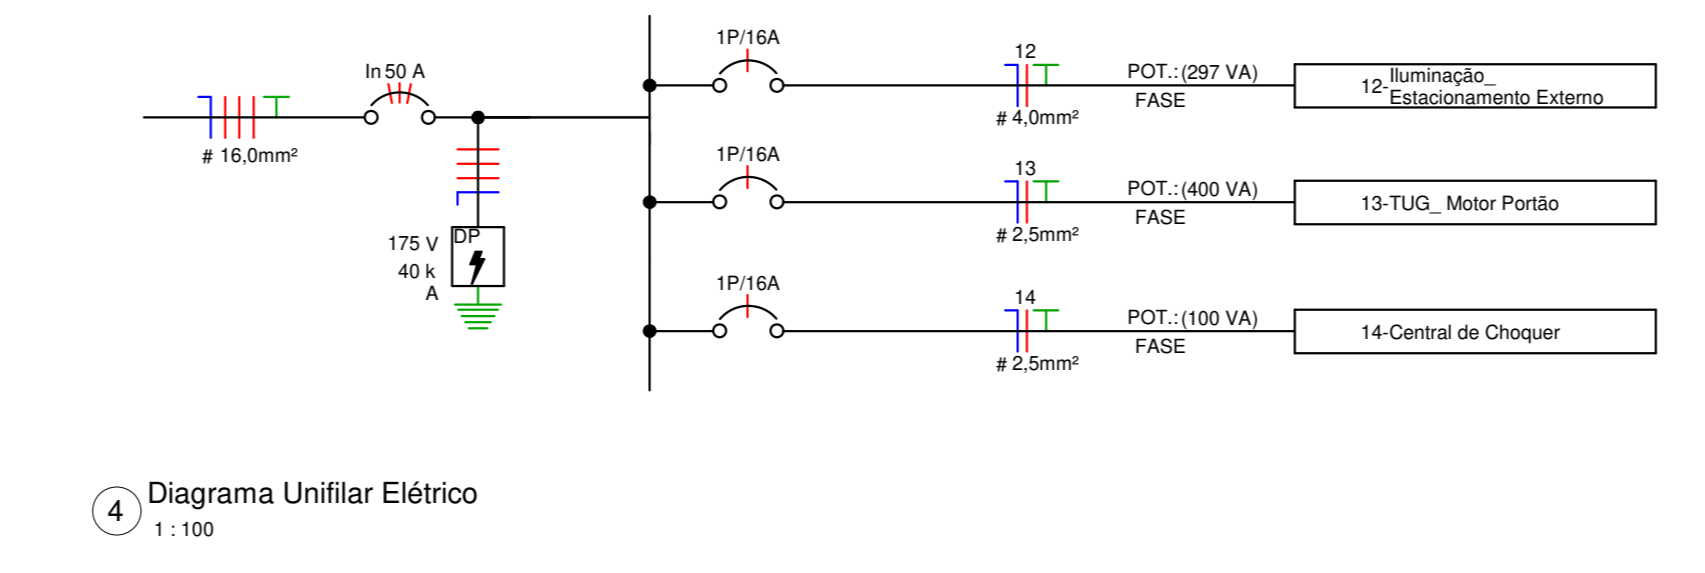 In 50 A
# 16,0mm²
175 V
40 k
A
DP
1P/16A
12
# 4,0mm²
POT.:(297 VA)
FASE
12-Iluminação_
Estacionamento Externo
1P/16A
13
# 2,5mm²
POT.:(400 VA)
FASE
13-TUG_ Motor Portão
1P/16A
14
# 2,5mm²
POT.:(100 VA)
FASE
14-Central de Choquer
4
Diagrama Unifilar Elétrico
1 : 100